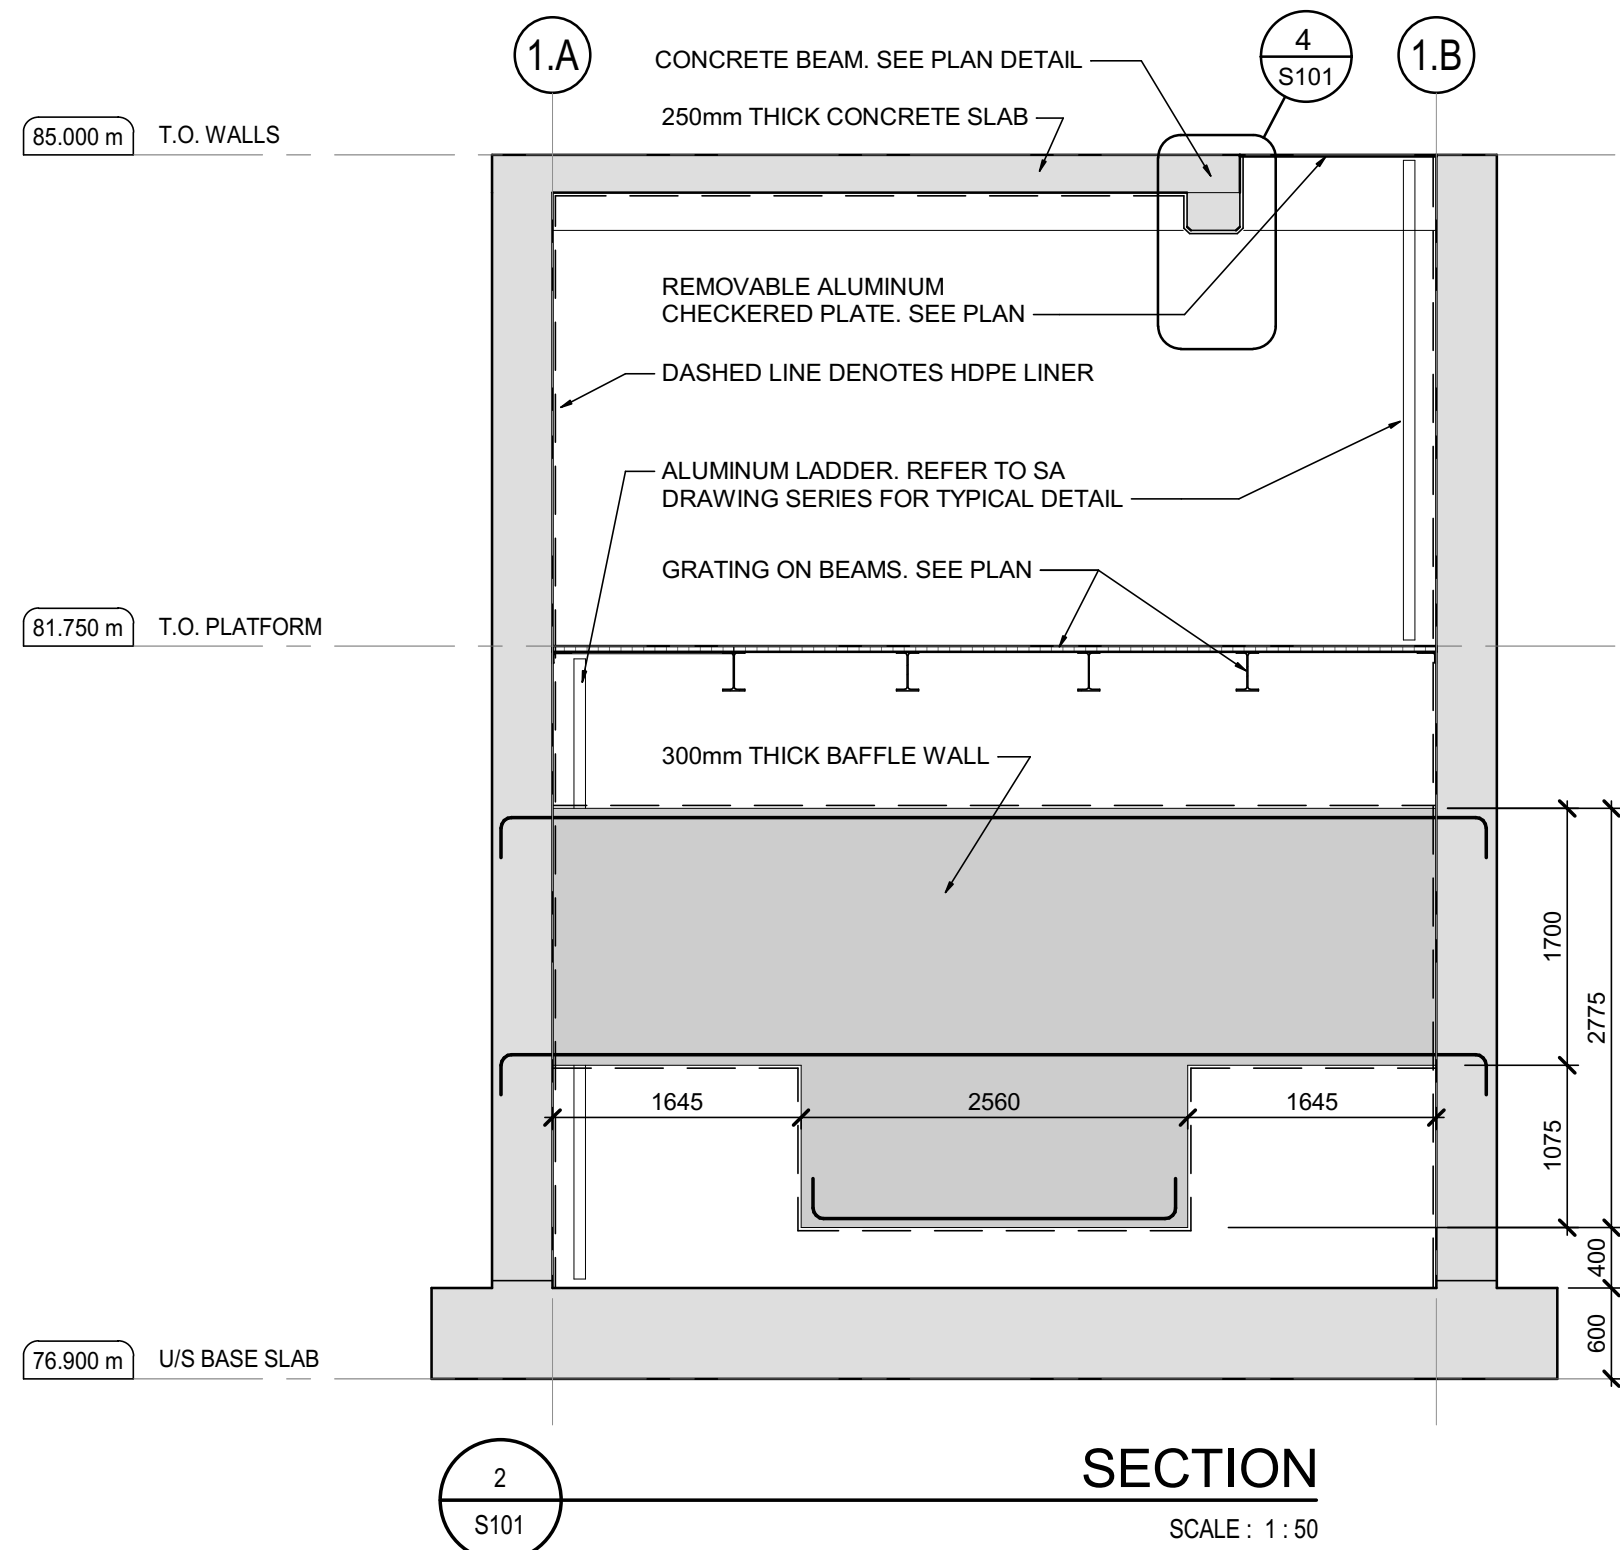 1.A
CONCRETE BEAM. SEE PLAN DETAIL
4
S101
1.B
250mm THICK CONCRETE SLAB
85.000 m
T.O. WALLS
REMOVABLE ALUMINUM
CHECKERED PLATE. SEE PLAN
DASHED LINE DENOTES HDPE LINER
ALUMINUM LADDER. REFER TO SA
DRAWING SERIES FOR TYPICAL DETAIL
GRATING ON BEAMS. SEE PLAN
81.750 m
T.O. PLATFORM
300mm THICK BAFFLE WALL
1700
2775
1645
2560
1645
1075
400
600
76.900 m
U/S BASE SLAB
2
S101
SECTION
SCALE : 1 : 50